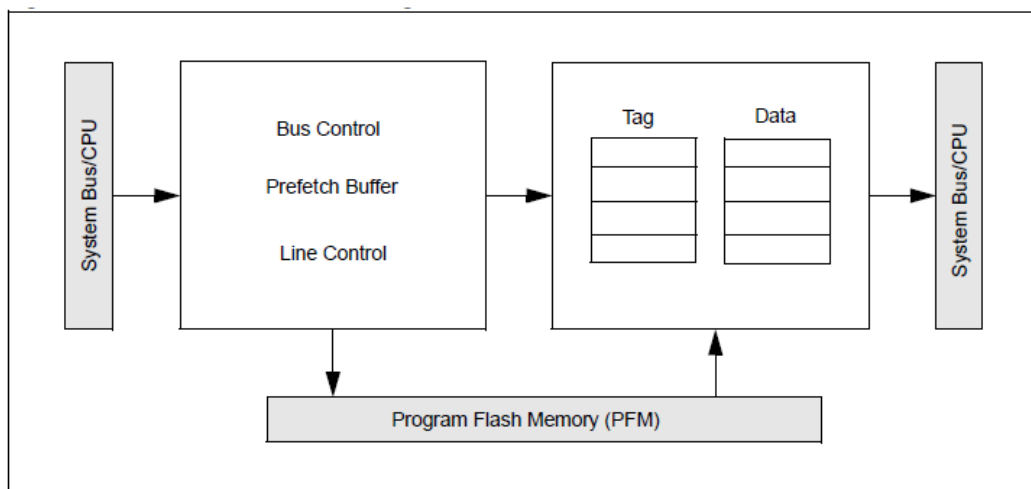 System Bus/CPU
Bus Control
Prefetch Buffer
Line Control
Tag
Data
System Bus/CPU
Program Flash Memory (PFM)